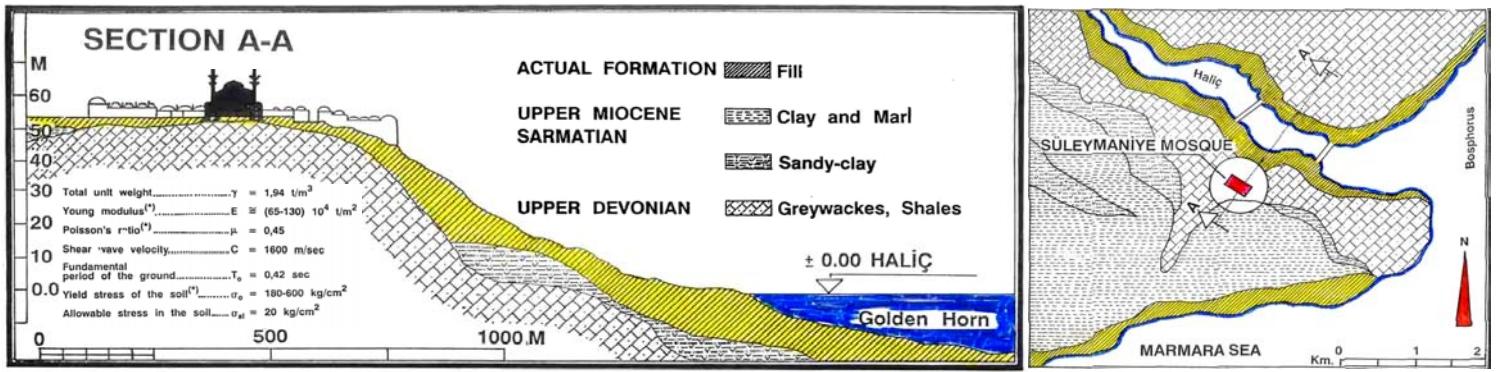 SECTION A-A
M
60
50
40
30
20
10
0.0
0
500
1000 M
ACTUAL FORMATION
Fill
UPPER MIOCENE
SARMATIAN
Clay and Marl
Sandy-clay
UPPER DEVONIAN
Greywackes, Shales
Total unit weight............γ = 1,94 t/m³
Young modulus(*)............E ≅ (65-130) 10⁴ t/m²
Poisson's ratio(*)............μ = 0,45
Shear wave velocity............C = 1600 m/sec
Fundamental
period of the ground............T₀ = 0,42 sec
Yield stress of the soil(*)............σ₀ = 180-600 kg/cm²
Allowable stress in the soil...σal = 20 kg/cm²
± 0.00 HALİÇ
Golden Horn
A
Haliç
Bosphorus
SÜLEYMANİYE MOSQUE
A
N
MARMARA SEA
Km.
0
1
2